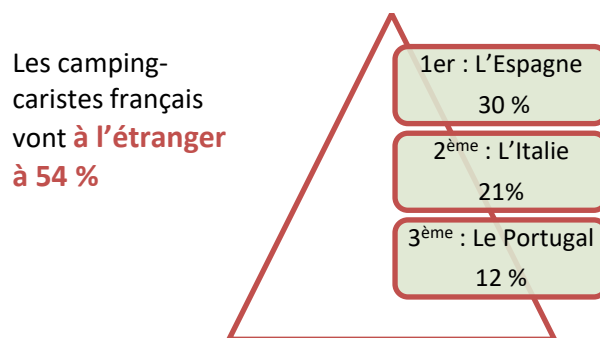 Les camping-
caristes français
vont à l’étranger
à 54 %
1er : L’Espagne
30 %
2ème : L’Italie
21%
3ème : Le Portugal
12 %